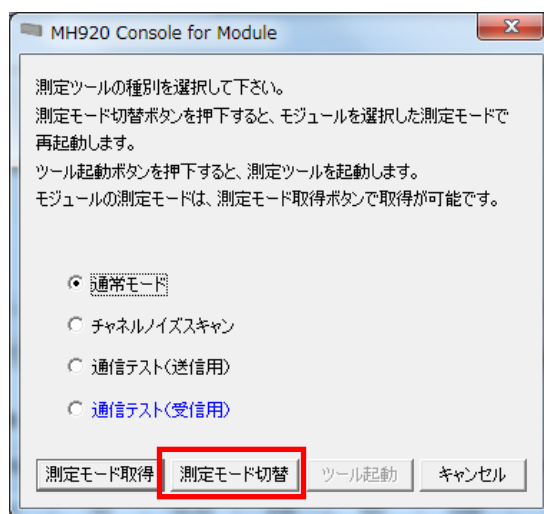 MH920 Console for Module
測定ツールの種別を選択して下さい。
測定モード切替ボタンを押下すると、モジュールを選択した測定モードで
再起動します。
ツール起動ボタンを押下すると、測定ツールを起動します。
モジュールの測定モードは、測定モード取得ボタンで取得が可能です。
通常モード
チャネルノイズスキャン
通信テスト(送信用)
通信テスト(受信用)
測定モード取得 測定モード切替 ツール起動 キャンセル